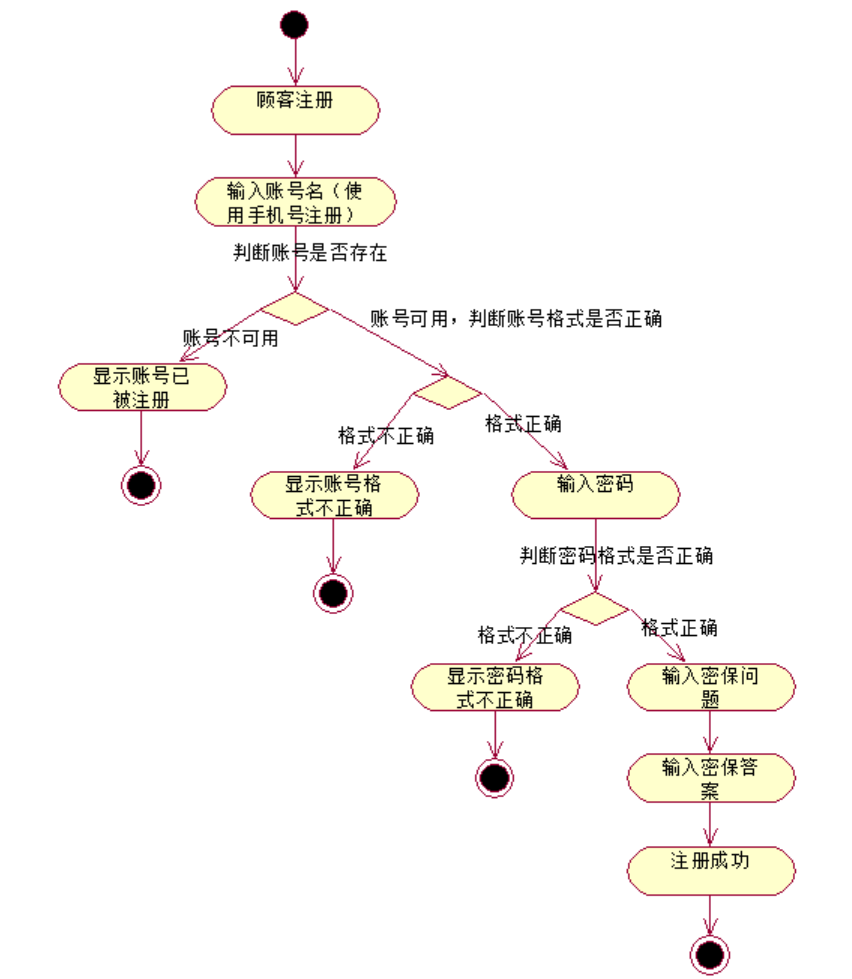 顾客注册
输入账号名（使
用手机号注册）
判断账号是否存在
账号可用，判断账号格式是否正确
账号不可用
显示账号已
被注册
格式不正确
格式正确
显示账号格
式不正确
输入密码
判断密码格式是否正确
格式不正确
格式正确
显示密码格
式不正确
输入密保问
题
输入密保答
案
注册成功